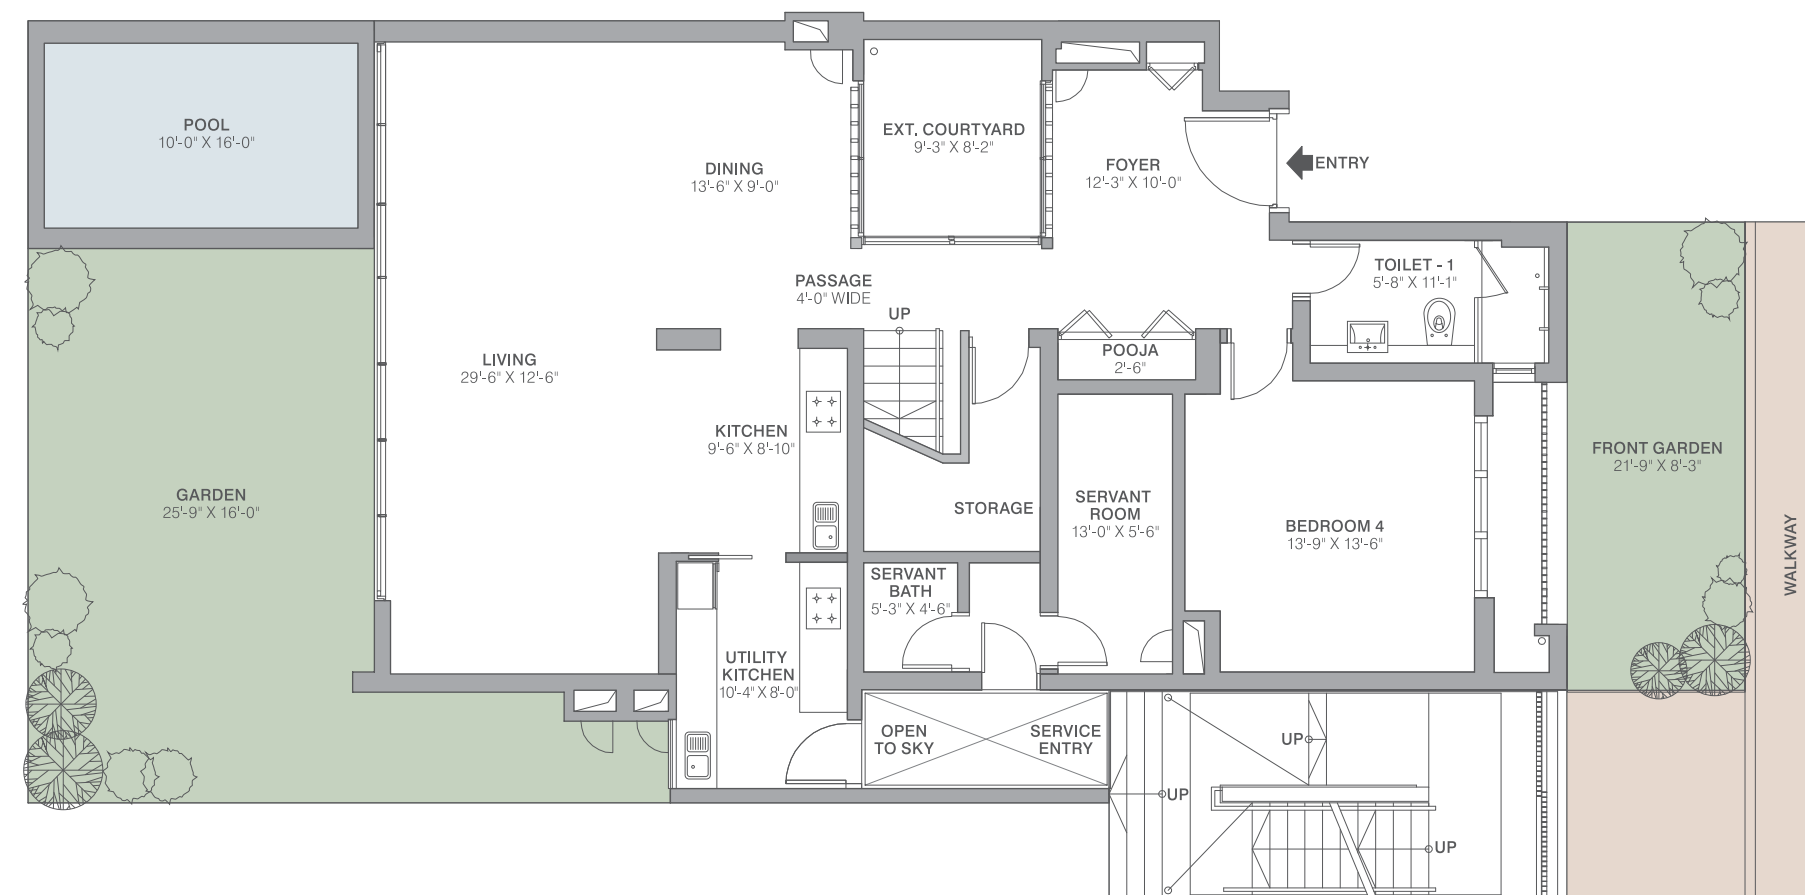 POOL
10'-0" X 16'-0"
EXT. COURTYARD
9'-3" X 8'-2"
DINING
13'-6" X 9'-0"
FOYER
12'-3" X 10'-0"
ENTRY
TOILET - 1
5'-8" X 11'-1"
PASSAGE
4'-0" WIDE
UP
LIVING
29'-6" X 12'-6"
POOJA
2'-6"
KITCHEN
9'-6" X 8'-10"
GARDEN
25'-9" X 16'-0"
STORAGE
SERVANT
ROOM
13'-0" X 5'-6"
BEDROOM 4
13'-9" X 13'-6"
FRONT GARDEN
21'-9" X 8'-3"
WALKWAY
SERVANT
BATH
5'-3" X 4'-6"
UTILITY
KITCHEN
10'-4" X 8'-0"
OPEN
TO SKY
SERVICE
ENTRY
UP
UP
UP